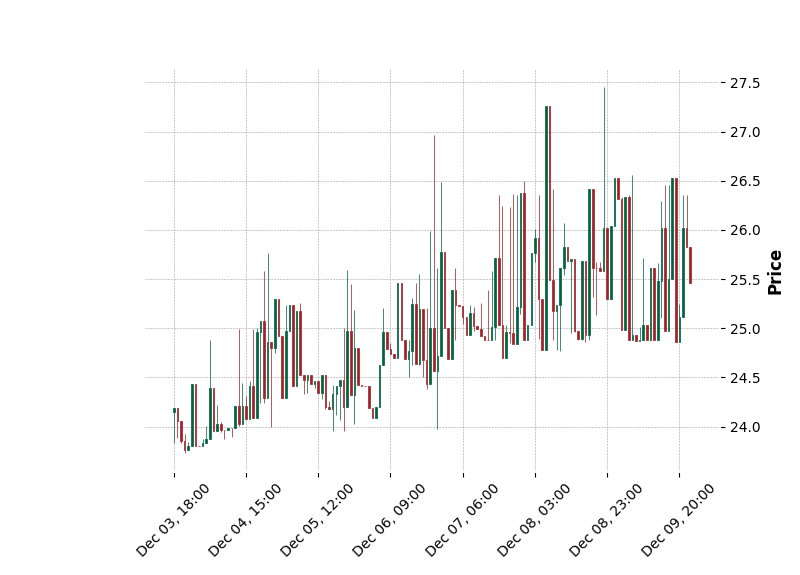 27.5
27.0
26.5
26.0
25.5
25.0
24.5
24.0
Price
Dec 03, 18:00
Dec 04, 15:00
Dec 05, 12:00
Dec 06, 09:00
Dec 07, 06:00
Dec 08, 03:00
Dec 08, 23:00
Dec 09, 20:00